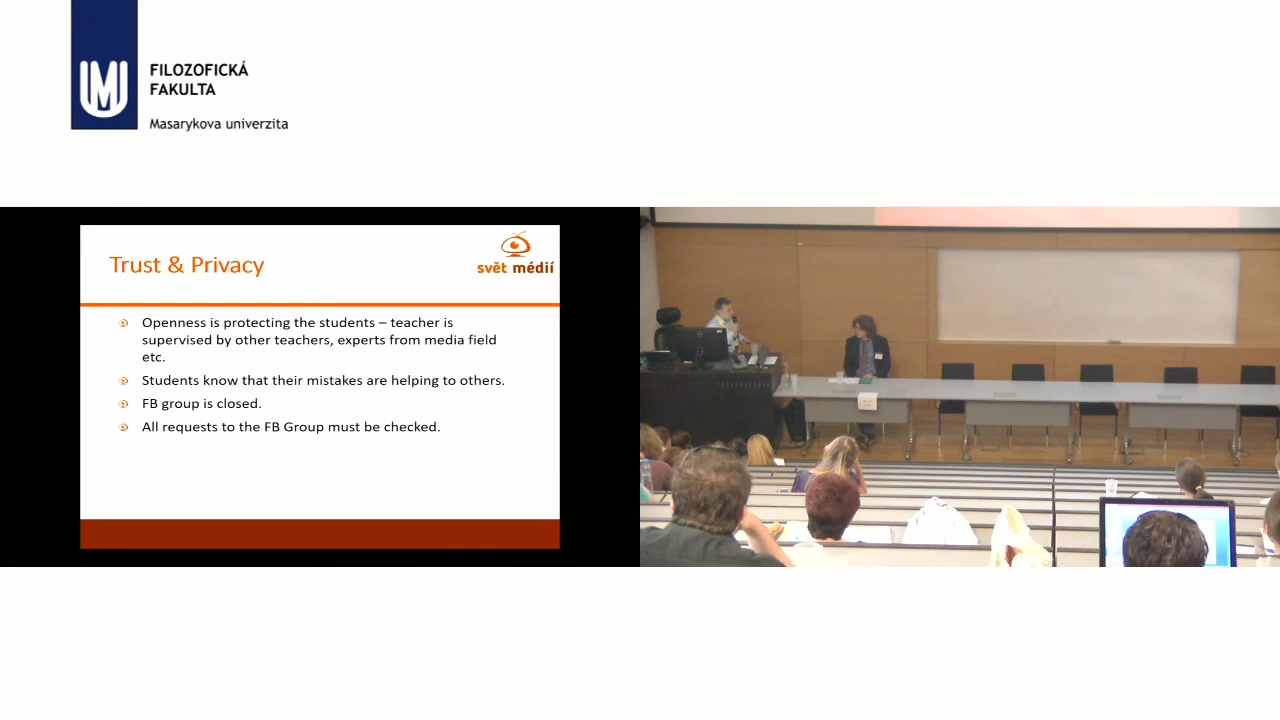 FILOZOFICKÁ
FAKULTA
Masarykova univerzita
Trust & Privacy
svět médií
Openness is protecting the students – teacher is
supervised by other teachers, experts from media field
etc.
Students know that their mistakes are helping to others.
FB group is closed.
All requests to the FB Group must be checked.